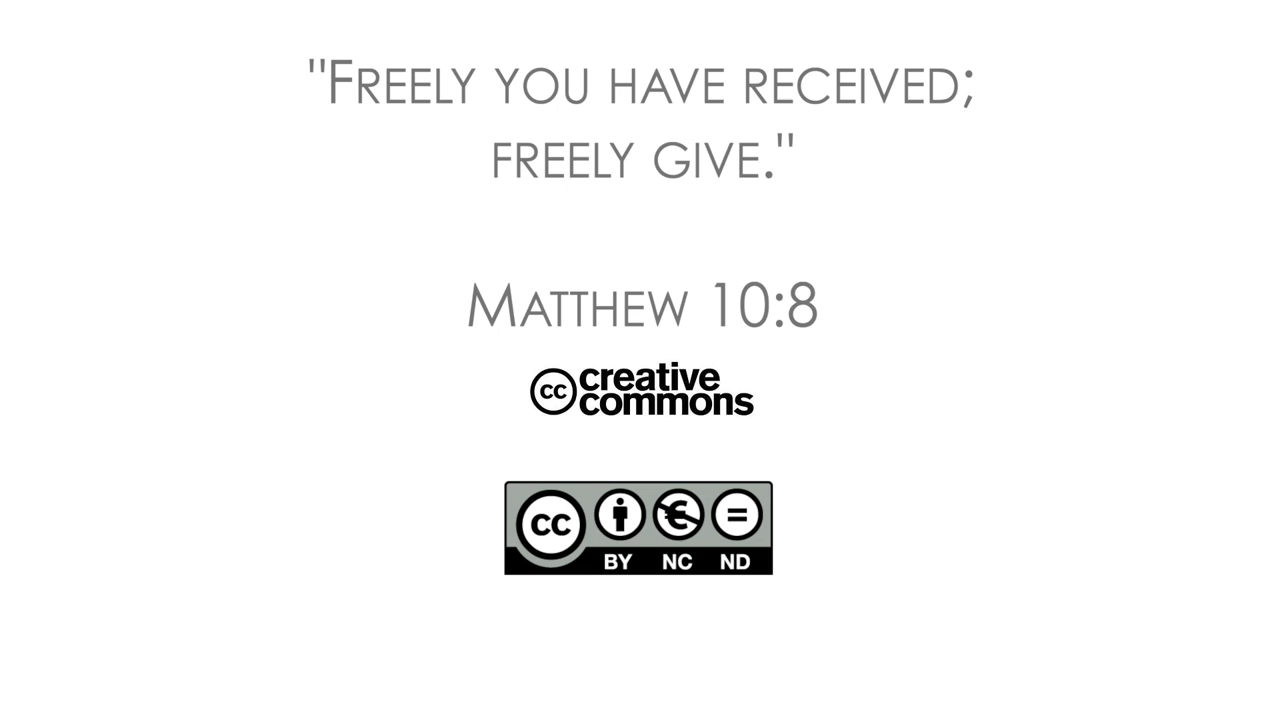 "Freely you have received;
freely give."
Matthew 10:8
cc creative
commons
cc
BY NC ND